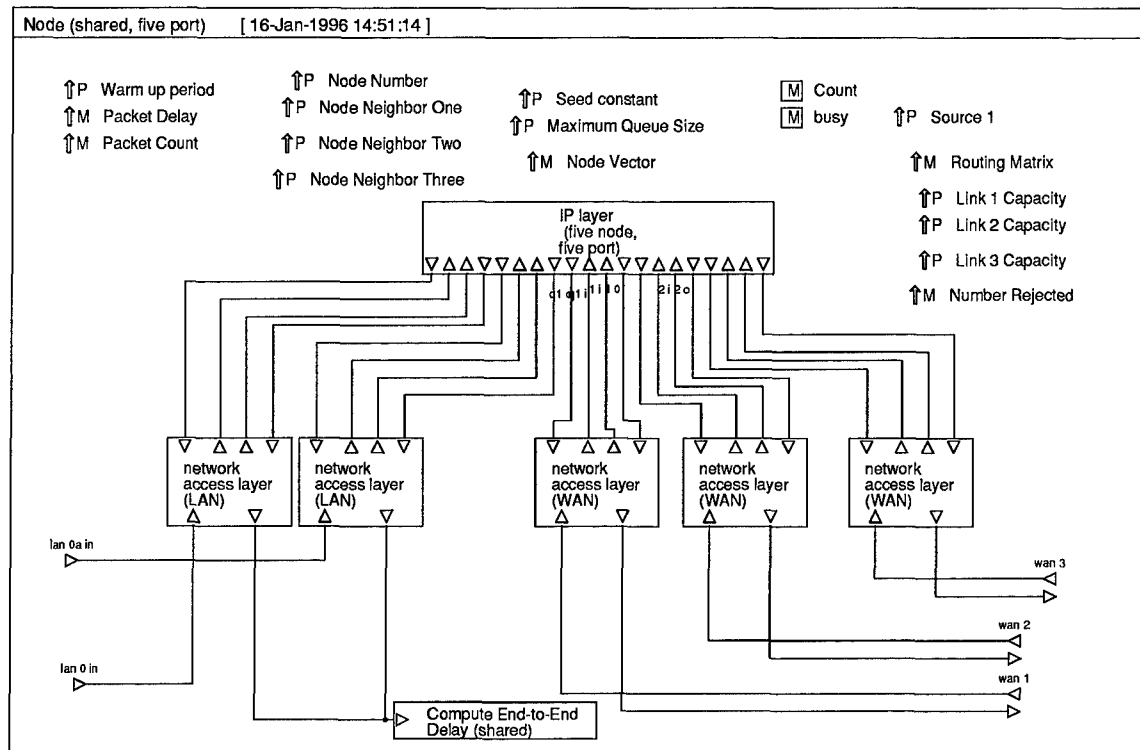 Node (shared, five port) [ 16-Jan-1996 14:51:14 ]
⇑P Warm up period
⇑M Packet Delay
⇑M Packet Count
⇑P Node Number
⇑P Node Neighbor One
⇑P Node Neighbor Two
⇑P Node Neighbor Three
⇑P Seed constant
⇑P Maximum Queue Size
⇑M Node Vector
M Count
M busy
⇑P Source 1
⇑M Routing Matrix
⇑P Link 1 Capacity
⇑P Link 2 Capacity
⇑P Link 3 Capacity
⇑M Number Rejected
IP layer
(five node,
five port)
2i 2o
network
access layer
(LAN)
network
access layer
(LAN)
network
access layer
(WAN)
network
access layer
(WAN)
network
access layer
(WAN)
lan 0a in
lan 0 in
wan 3
wan 2
wan 1
Compute End-to-End
Delay (shared)